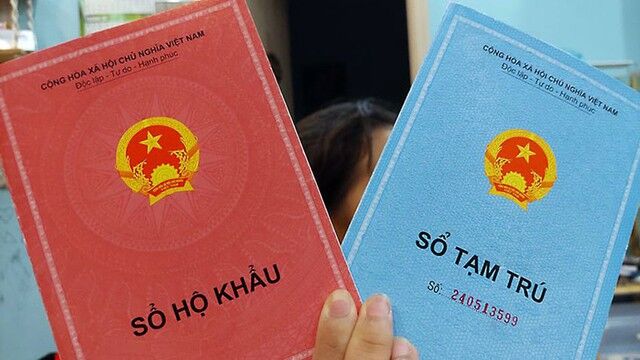 CỘNG HÒA XÃ HỘI CHỦ NGHĨA VIỆT NAM
Độc lập - Tự do - Hạnh phúc
SỔ HỘ KHẨU
CỘNG HÒA XÃ HỘI CHỦ NGHĨA VIỆT NAM
Độc lập - Tự do - Hạnh phúc
SỔ TẠM TRÚ
Số: 240513599